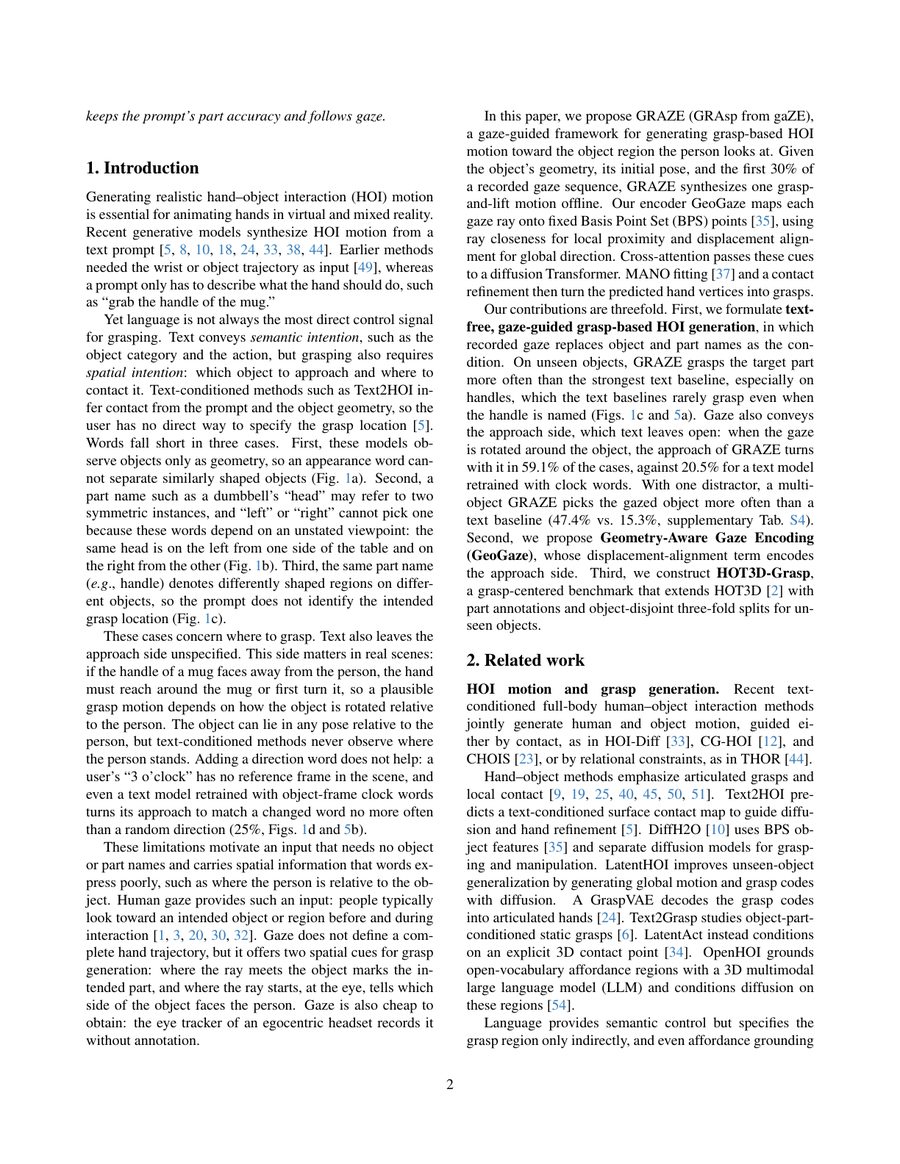 keeps the prompt's part accuracy and follows gaze.
1. Introduction
Generating realistic hand–object interaction (HOI) motion
is essential for animating hands in virtual and mixed reality.
Recent generative models synthesize HOI motion from a
text prompt [5, 8, 10, 18, 24, 33, 38, 44]. Earlier methods
needed the wrist or object trajectory as input [49], whereas
a prompt only has to describe what the hand should do, such
as “grab the handle of the mug.”
Yet language is not always the most direct control signal
for grasping. Text conveys semantic intention, such as the
object category and the action, but grasping also requires
spatial intention: which object to approach and where to
contact it. Text-conditioned methods such as Text2HOI in-
fer contact from the prompt and the object geometry, so the
user has no direct way to specify the grasp location [5].
Words fall short in three cases. First, these models ob-
serve objects only as geometry, so an appearance word can-
not separate similarly shaped objects (Fig. 1a). Second, a
part name such as a dumbbell's “head” may refer to two
symmetric instances, and “left” or “right” cannot pick one
because these words depend on an unstated viewpoint: the
same head is on the left from one side of the table and on
the right from the other (Fig. 1b). Third, the same part name
(e.g., handle) denotes differently shaped regions on differ-
ent objects, so the prompt does not identify the intended
grasp location (Fig. 1c).
These cases concern where to grasp. Text also leaves the
approach side unspecified. This side matters in real scenes:
if the handle of a mug faces away from the person, the hand
must reach around the mug or first turn it, so a plausible
grasp motion depends on how the object is rotated relative
to the person. The object can lie in any pose relative to the
person, but text-conditioned methods never observe where
the person stands. Adding a direction word does not help: a
user's “3 o'clock” has no reference frame in the scene, and
even a text model retrained with object-frame clock words
turns its approach to match a changed word no more often
than a random direction (25%, Figs. 1d and 5b).
These limitations motivate an input that needs no object
or part names and carries spatial information that words ex-
press poorly, such as where the person is relative to the ob-
ject. Human gaze provides such an input: people typically
look toward an intended object or region before and during
interaction [1, 3, 20, 30, 32]. Gaze does not define a com-
plete hand trajectory, but it offers two spatial cues for grasp
generation: where the ray meets the object marks the in-
tended part, and where the ray starts, at the eye, tells which
side of the object faces the person. Gaze is also cheap to
obtain: the eye tracker of an egocentric headset records it
without annotation.
In this paper, we propose GRAZE (GRAsp from gaZE),
a gaze-guided framework for generating grasp-based HOI
motion toward the object region the person looks at. Given
the object's geometry, its initial pose, and the first 30% of
a recorded gaze sequence, GRAZE synthesizes one grasp-
and-lift motion offline. Our encoder GeoGaze maps each
gaze ray onto fixed Basis Point Set (BPS) points [35], using
ray closeness for local proximity and displacement align-
ment for global direction. Cross-attention passes these cues
to a diffusion Transformer. MANO fitting [37] and a contact
refinement then turn the predicted hand vertices into grasps.
Our contributions are threefold. First, we formulate text-
free, gaze-guided grasp-based HOI generation, in which
recorded gaze replaces object and part names as the con-
dition. On unseen objects, GRAZE grasps the target part
more often than the strongest text baseline, especially on
handles, which the text baselines rarely grasp even when
the handle is named (Figs. 1c and 5a). Gaze also conveys
the approach side, which text leaves open: when the gaze
is rotated around the object, the approach of GRAZE turns
with it in 59.1% of the cases, against 20.5% for a text model
retrained with clock words. With one distractor, a multi-
object GRAZE picks the gazed object more often than a
text baseline (47.4% vs. 15.3%, supplementary Tab. S4).
Second, we propose Geometry-Aware Gaze Encoding
(GeoGaze), whose displacement-alignment term encodes
the approach side. Third, we construct HOT3D-Grasp,
a grasp-centered benchmark that extends HOT3D [2] with
part annotations and object-disjoint three-fold splits for un-
seen objects.
2. Related work
HOI motion and grasp generation. Recent text-
conditioned full-body human–object interaction methods
jointly generate human and object motion, guided ei-
ther by contact, as in HOI-Diff [33], CG-HOI [12], and
CHOIS [23], or by relational constraints, as in THOR [44].
Hand–object methods emphasize articulated grasps and
local contact [9, 19, 25, 40, 45, 50, 51]. Text2HOI pre-
dicts a text-conditioned surface contact map to guide diffu-
sion and hand refinement [5]. DiffH2O [10] uses BPS ob-
ject features [35] and separate diffusion models for grasp-
ing and manipulation. LatentHOI improves unseen-object
generalization by generating global motion and grasp codes
with diffusion. A GraspVAE decodes the grasp codes
into articulated hands [24]. Text2Grasp studies object-part-
conditioned static grasps [6]. LatentAct instead conditions
on an explicit 3D contact point [34]. OpenHOI grounds
open-vocabulary affordance regions with a 3D multimodal
large language model (LLM) and conditions diffusion on
these regions [54].
Language provides semantic control but specifies the
grasp region only indirectly, and even affordance grounding
2